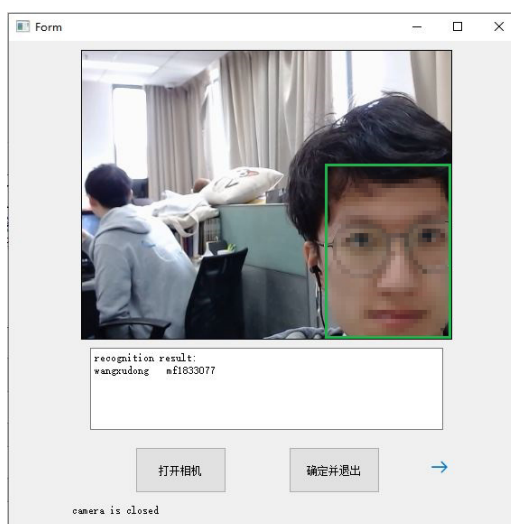 Form
recognition result:
wangxudong mf1833077
打开相机
确定并退出
camera is closed